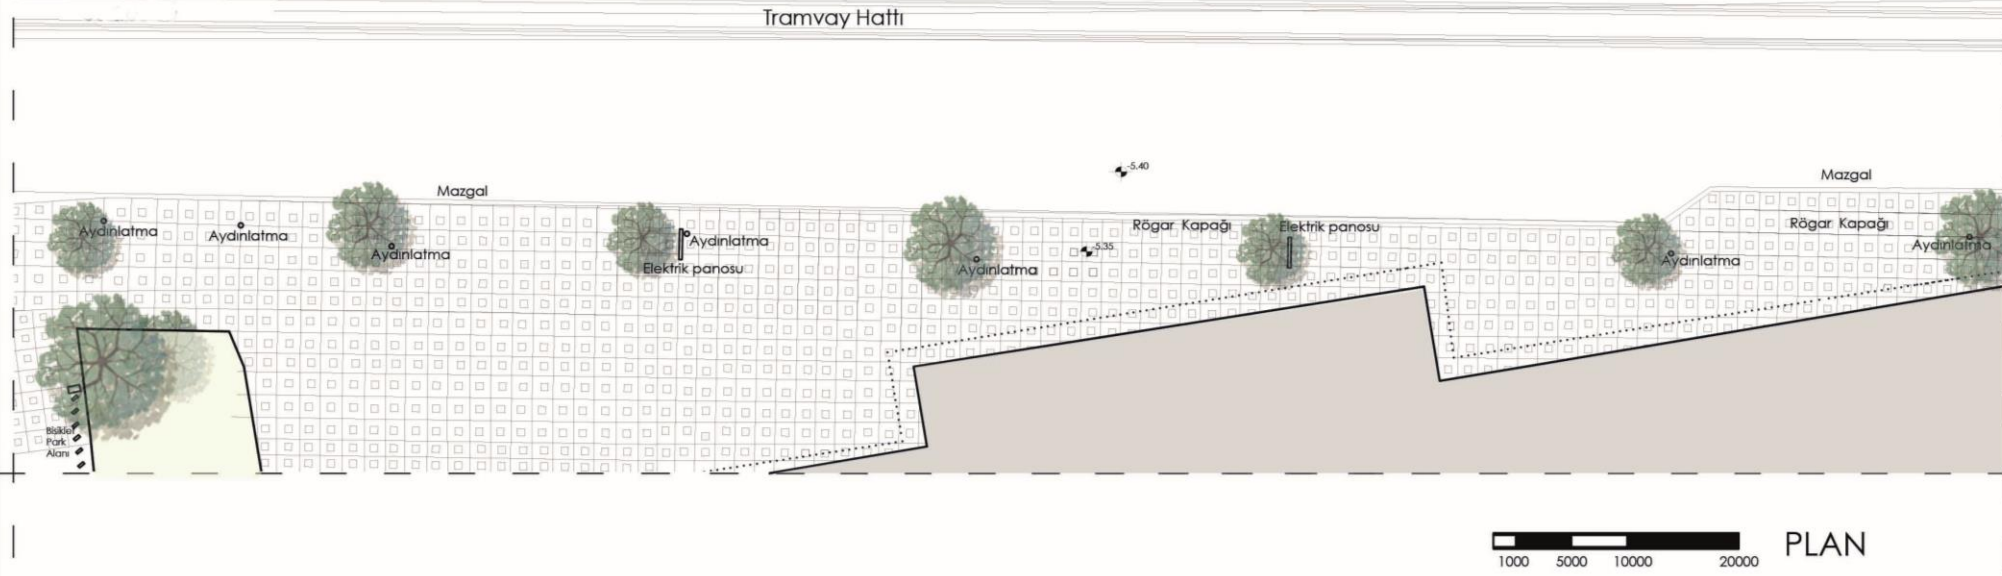 Tramvay Hattı
-5.40
Mazgal
Mazgal
Rögar Kapağı
Elektrik panosu
Rögar Kapağı
Aydınlatma
Aydınlatma
Aydınlatma
Aydınlatma
-5.35
Aydınlatma
Elektrik panosu
Aydınlatma
Aydınlatma
Aydınlatma
Bisiklet
Park
Alanı
PLAN
1000 5000 10000 20000